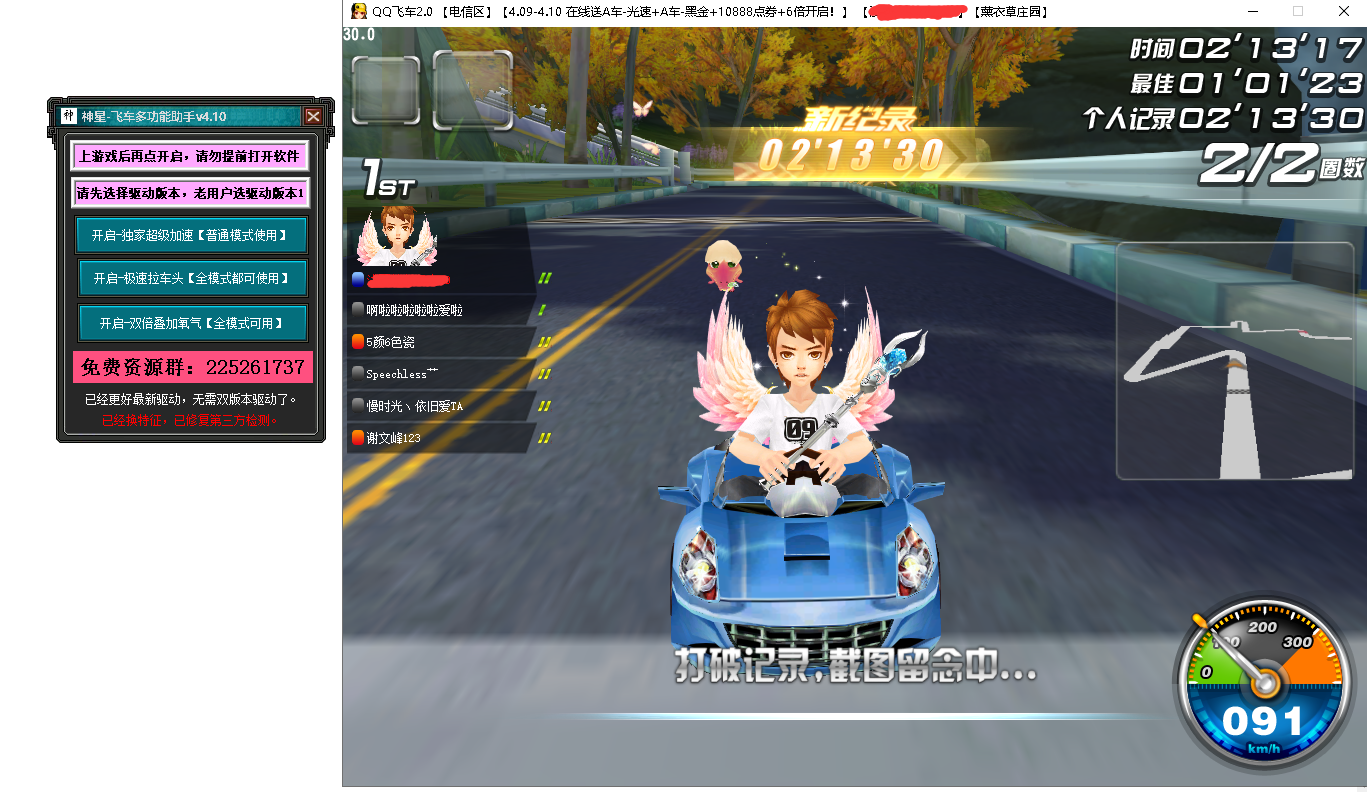 神 神星-飞车多功能助手v4.10
上游戏后再点开启，请勿提前打开软件
请先选择驱动版本，老用户选驱动版本1
开启-独家超级加速【普通模式使用】
开启-极速拉车头【全模式都可使用】
开启-双倍叠加氧气【全模式可用】
免费资源群：225261737
已经更好最新驱动，无需双版本驱动了。
已经换特征，已修复第三方检测。
QQ飞车2.0 【电信区】【4.09-4.10 在线送A车-光速+A车-黑金+10888点券+6倍开启！】【薰衣草庄园】
30.0
时间 02'13'17
最佳 01'01'23
个人记录 02'13'30
2/2 圈数
新纪录
02'13'30
1ST
啊啦啦啦啦啦爱啦
5颜6色瓷
Speechless
慢时光丶依旧爱TA
谢文峰123
09
打破记录,截图留念中...
0
200
300
091
km/h